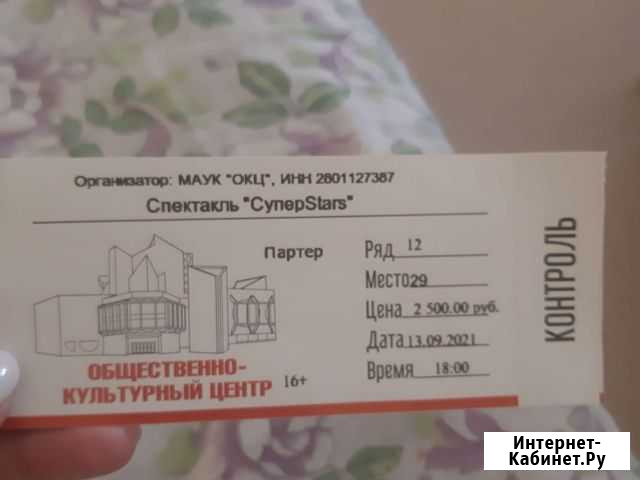 Организатор: МАУК "ОКЦ", ИНН 2801127387
Спектакль "СуперStars"
Партер
Ряд 12
Место 29
Цена 2 500.00 руб.
Дата 13.09.2021
Время 18:00
ОБЩЕСТВЕННО-
КУЛЬТУРНЫЙ ЦЕНТР
16+
КОНТРОЛЬ
Интернет-
Кабинет.Ру